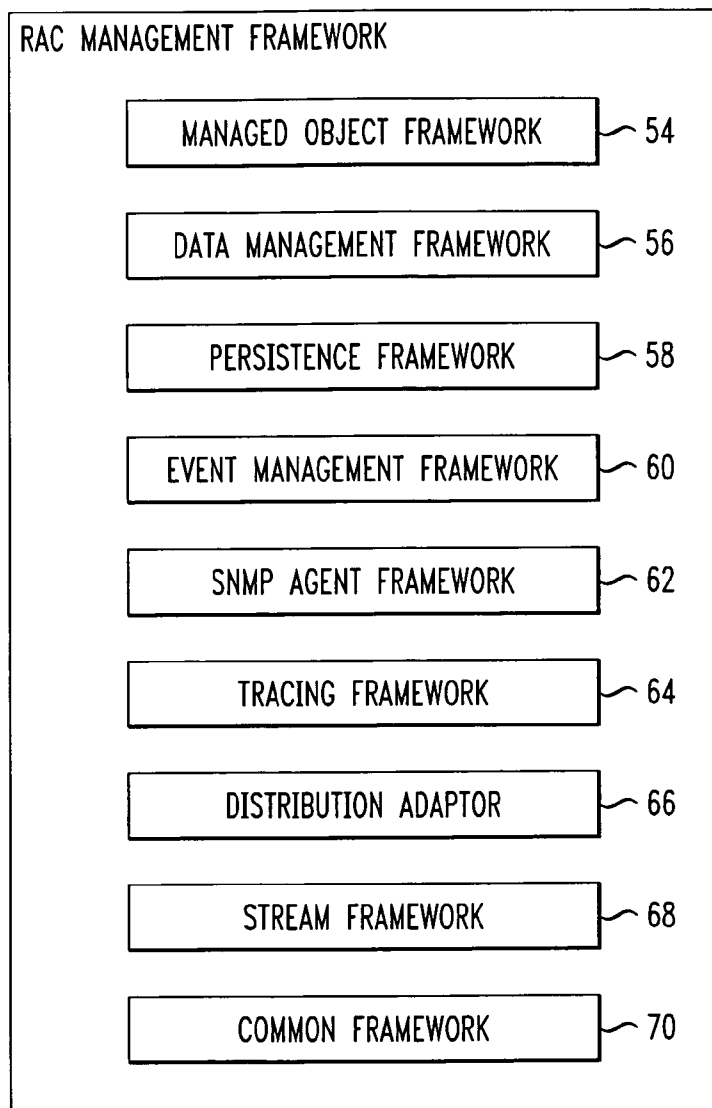 RAC MANAGEMENT FRAMEWORK
MANAGED OBJECT FRAMEWORK 54
DATA MANAGEMENT FRAMEWORK 56
PERSISTENCE FRAMEWORK 58
EVENT MANAGEMENT FRAMEWORK 60
SNMP AGENT FRAMEWORK 62
TRACING FRAMEWORK 64
DISTRIBUTION ADAPTOR 66
STREAM FRAMEWORK 68
COMMON FRAMEWORK 70